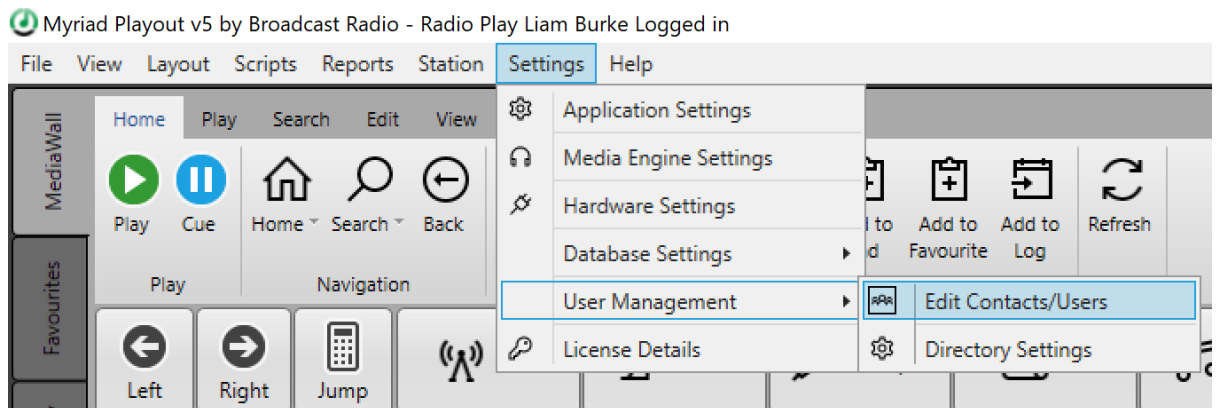 Myriad Playout v5 by Broadcast Radio - Radio Play Liam Burke Logged in
File View Layout Scripts Reports Station Settings Help
MediaWall
Favourites
Home Play Search Edit View
Play Cue Home Search Back
Play Navigation
Application Settings
Media Engine Settings
Hardware Settings
Database Settings
User Management
License Details
Edit Contacts/Users
Directory Settings
to Add to Add to Refresh
Favourite Log
Left Right Jump